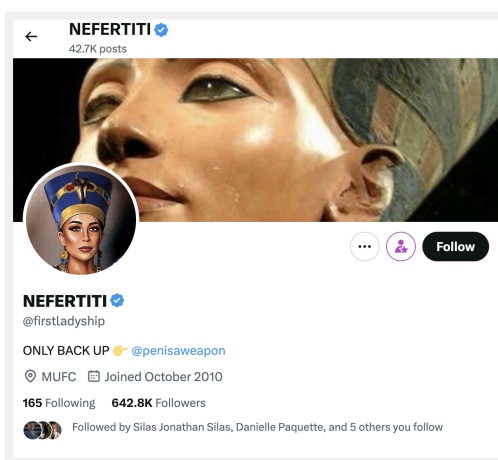 NEFERTITI
42.7K posts
Follow
NEFERTITI
@firstladyship
ONLY BACK UP 👉 @penisaweapon
MUFC Joined October 2010
165 Following 642.8K Followers
Followed by Silas Jonathan Silas, Danielle Paquette, and 5 others you follow